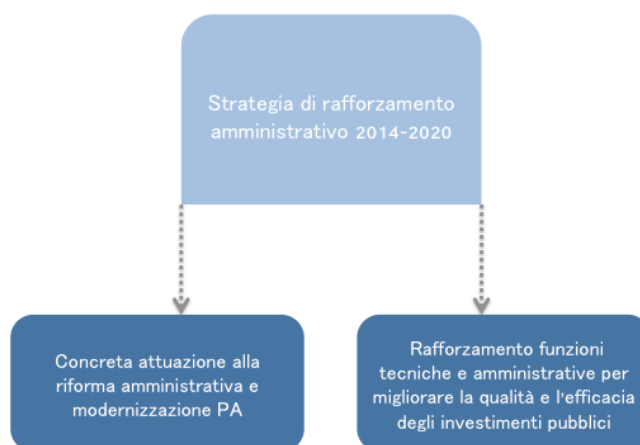 Strategia di rafforzamento
amministrativo 2014-2020
Concreta attuazione alla
riforma amministrativa e
modernizzazione PA
Rafforzamento funzioni
tecniche e amministrative per
migliorare la qualità e l'efficacia
degli investimenti pubblici